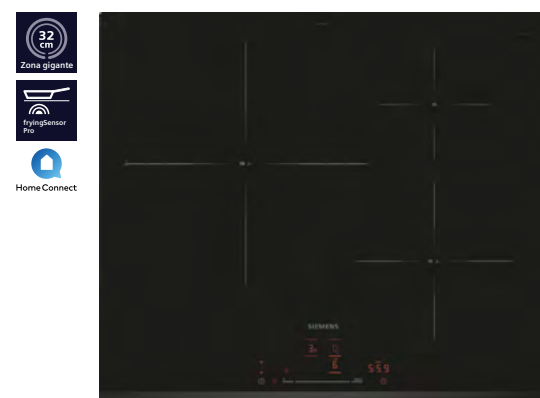 32
cm
Zona gigante
fryingSensor
Pro
Home Connect
SIEMENS